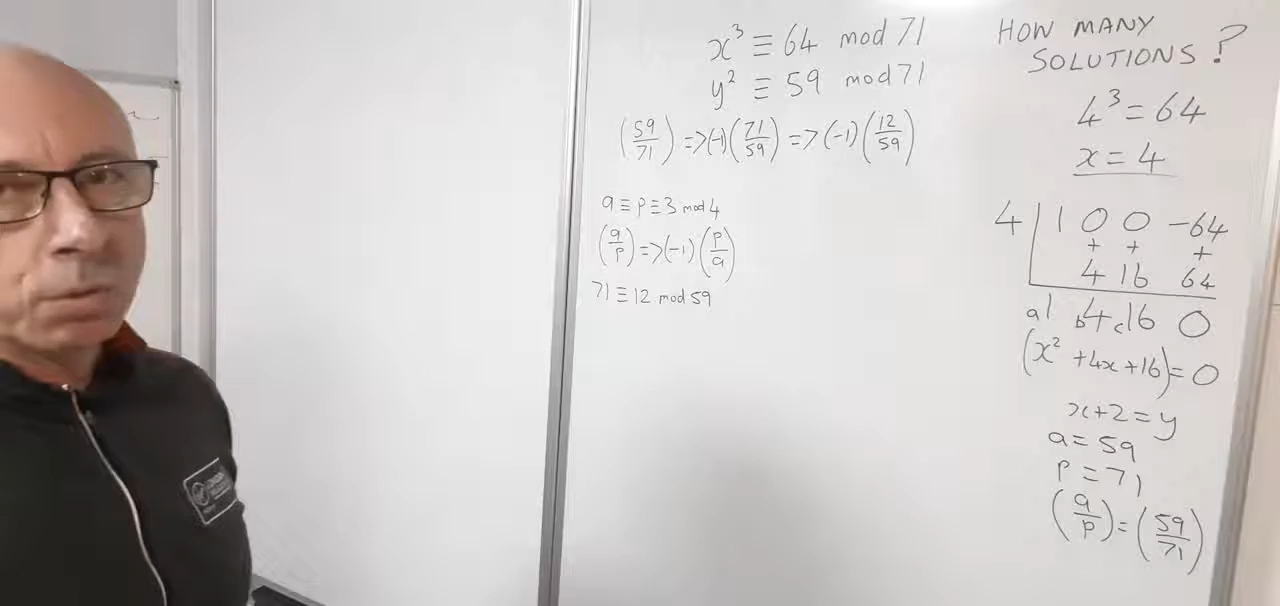 x³ ≡ 64 mod 71
y² ≡ 59 mod 71
(59/71) => (-1)(71/59) => (-1)(12/59)
a ≡ p ≡ 3 mod 4
(a/p) => (-1)(p/a)
71 ≡ 12 mod 59
HOW MANY
SOLUTIONS?
4³ = 64
x = 4
4 | 1 0 0 -64
+ + +
4 16 64
a1 b4 c16 0
(x² + 4x + 16) = 0
x + 2 = y
a = 59
p = 71
(a/p) = (59/71)